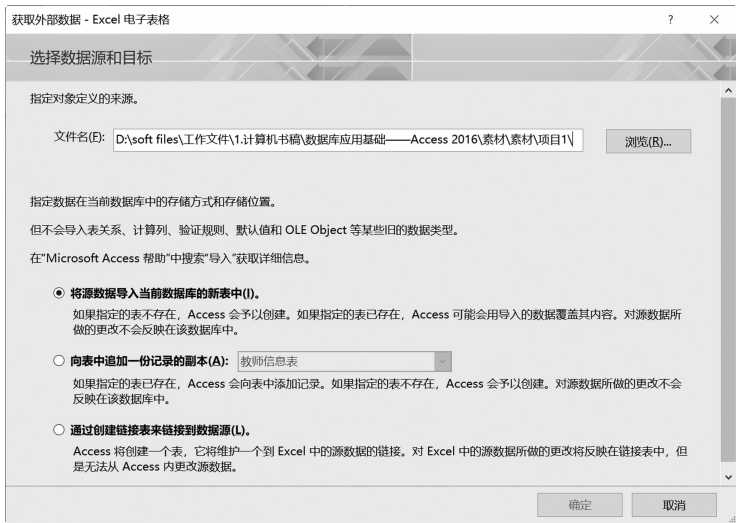 获取外部数据 - Excel 电子表格
选择数据源和目标
指定对象定义的来源。
文件名(F): D:\soft files\工作文件\1.计算机书稿\数据库应用基础——Access 2016\素材\素材\项目1\ 浏览(R)...
指定数据在当前数据库中的存储方式和存储位置。
但不会导入表关系、计算列、验证规则、默认值和 OLE Object 等某些旧的数据类型。
在“Microsoft Access 帮助”中搜索“导入”获取详细信息。
将源数据导入当前数据库的新表中(I)。
如果指定的表不存在，Access 会予以创建。如果指定的表已存在，Access 可能会用导入的数据覆盖其内容。对源数据所
做的更改不会反映在该数据库中。
向表中追加一份记录的副本(A): 教师信息表
如果指定的表已存在，Access 会向表中添加记录。如果指定的表不存在，Access 会予以创建。对源数据所做的更改不会
反映在该数据库中。
通过创建链接表来链接到数据源(L)。
Access 将创建一个表，它将维护一个到 Excel 中的源数据的链接。对 Excel 中的源数据所做的更改将反映在链接表中，但
是无法从 Access 内更改源数据。
确定 取消